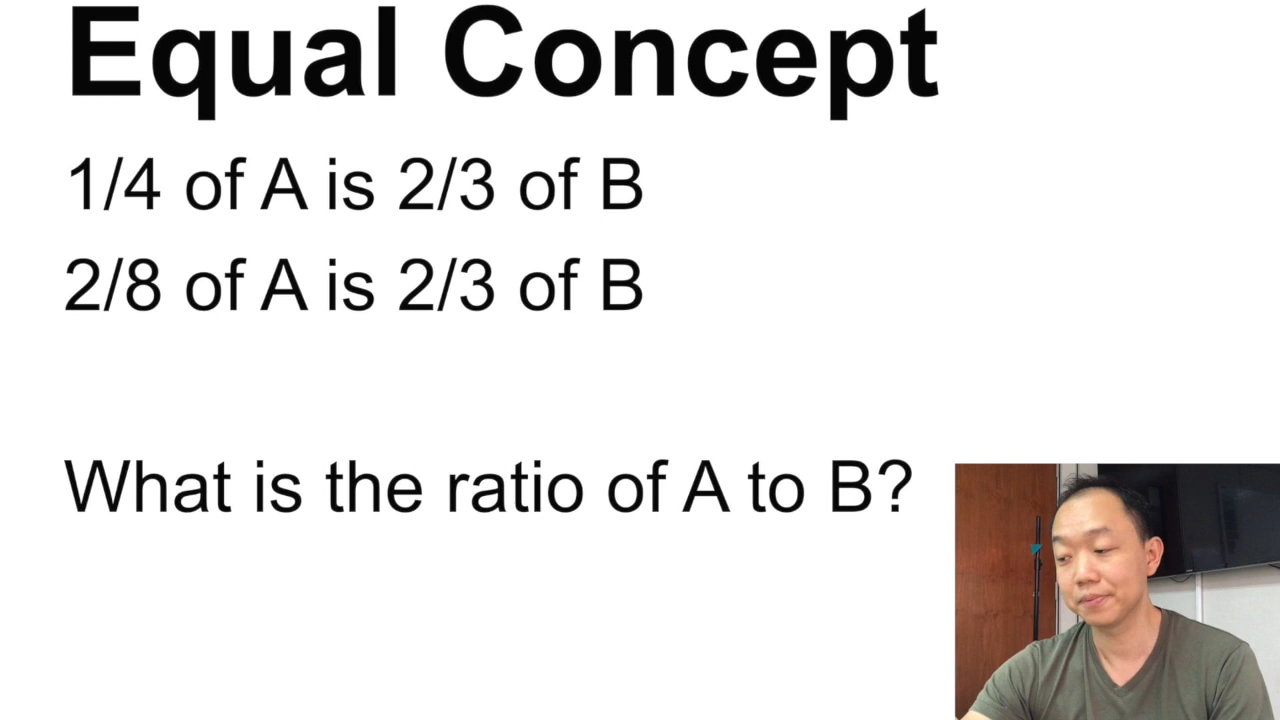 Equal Concept
1/4 of A is 2/3 of B
2/8 of A is 2/3 of B
What is the ratio of A to B?